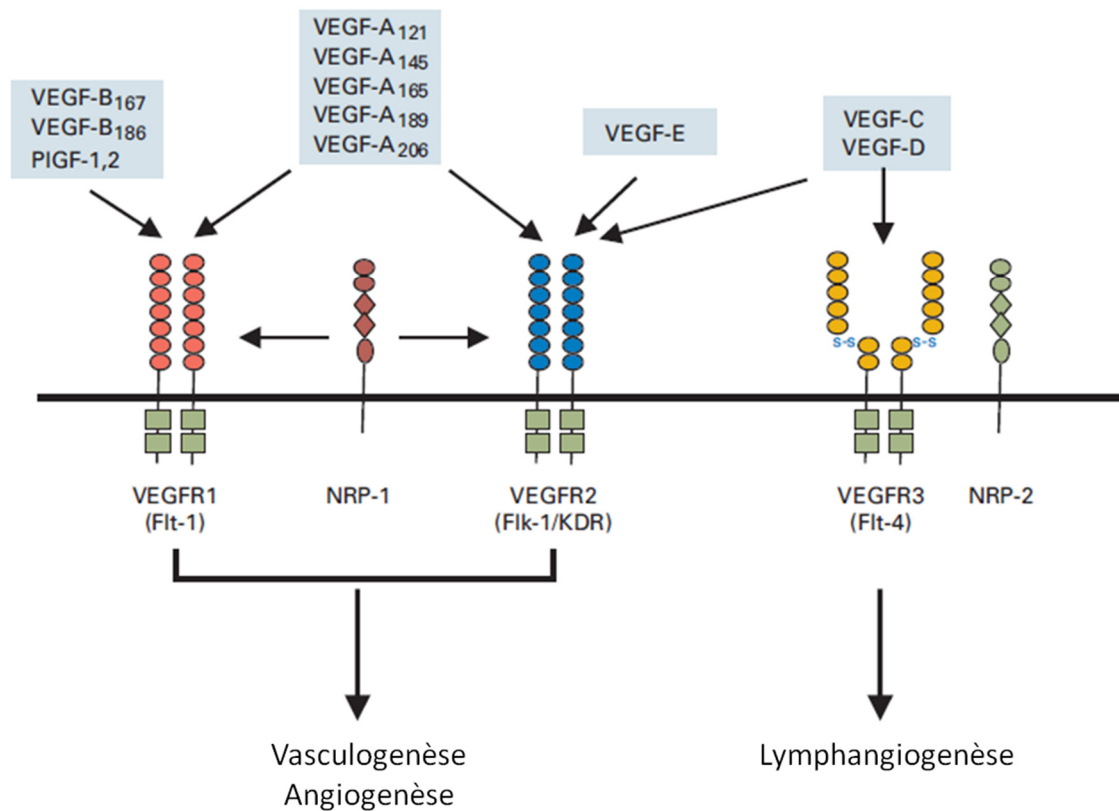 VEGF-A121
VEGF-A145
VEGF-A165
VEGF-A189
VEGF-A206
VEGF-B167
VEGF-B186
PIGF-1,2
VEGF-E
VEGF-C
VEGF-D
S-S
S-S
VEGFR1
(Flt-1)
NRP-1
VEGFR2
(Flk-1/KDR)
VEGFR3
(Flt-4)
NRP-2
Vasculogenèse
Angiogenèse
Lymphangiogenèse